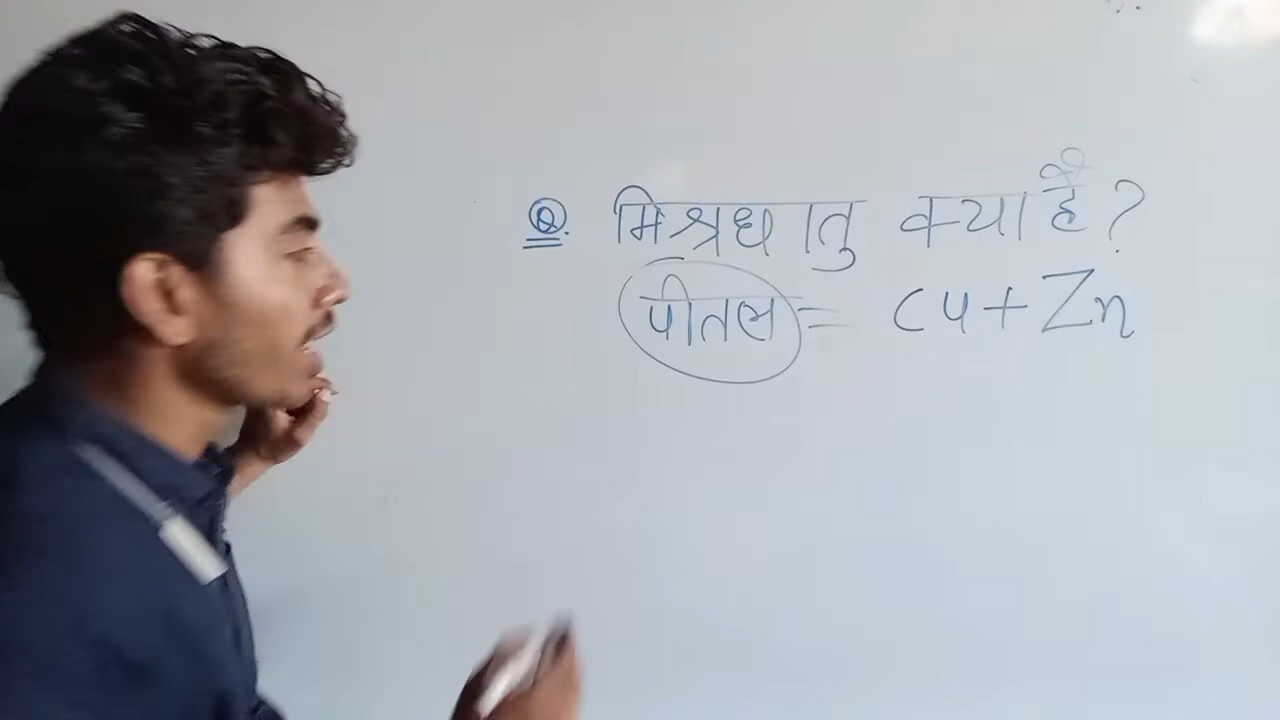 Q. मिश्रधातु क्या है ?
पीतल = Cu + Zn